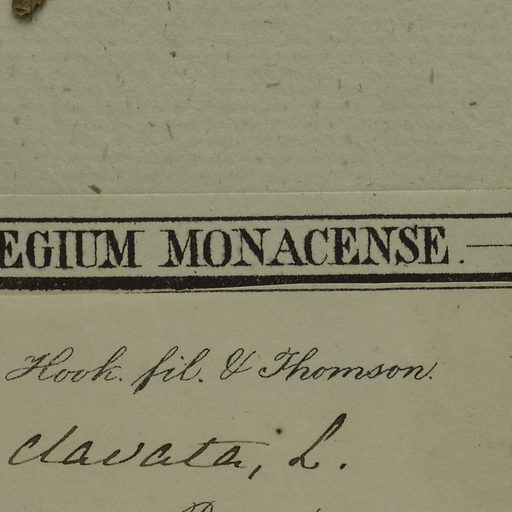 EGIUM MONACENSE.
Hook. fil. & Thomson.
clavata, L.